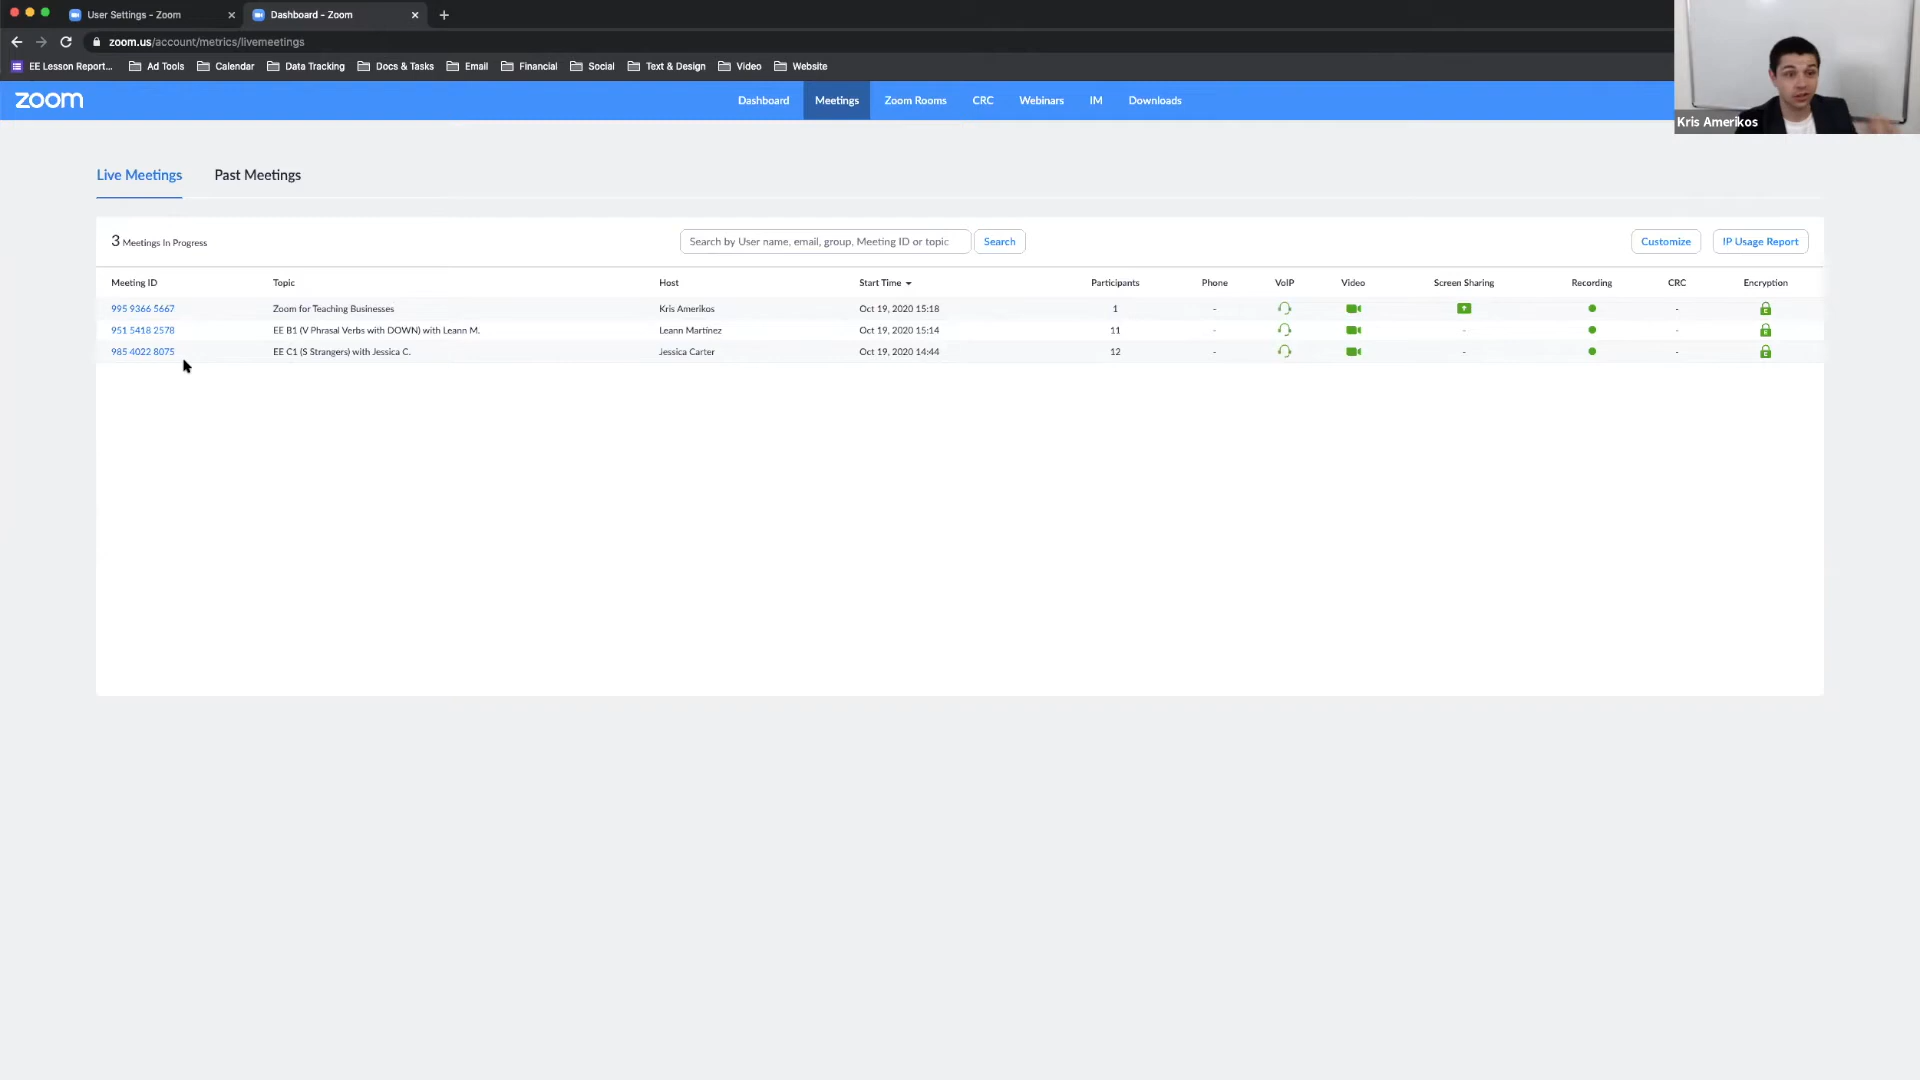 User Settings - Zoom
Dashboard - Zoom
zoom.us/account/metrics/livemeetings
EE Lesson Report... Ad Tools Calendar Data Tracking Docs & Tasks Email Financial Social Text & Design Video Website
zoom Dashboard Meetings Zoom Rooms CRC Webinars IM Downloads
Kris Amerikos
Live Meetings Past Meetings
3 Meetings In Progress Search by User name, email, group, Meeting ID or topic Search Customize IP Usage Report
Meeting ID Topic Host Start Time Participants Phone VoIP Video Screen Sharing Recording CRC Encryption
995 9366 5667 Zoom for Teaching Businesses Kris Amerikos Oct 19, 2020 15:18 1 - -
951 5418 2578 EE B1 (V Phrasal Verbs with DOWN) with Leann M. Leann Martinez Oct 19, 2020 15:14 11 - - -
985 4022 8075 EE C1 (S Strangers) with Jessica C. Jessica Carter Oct 19, 2020 14:44 12 - - -